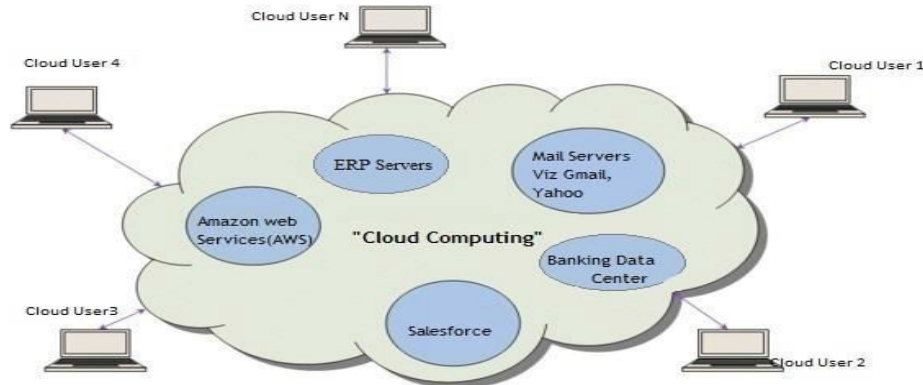 Cloud User N
Cloud User 4
Cloud User 1
ERP Servers
Mail Servers
Viz Gmail,
Yahoo
Amazon web
Services(AWS)
"Cloud Computing"
Banking Data
Center
Cloud User3
Salesforce
Cloud User 2